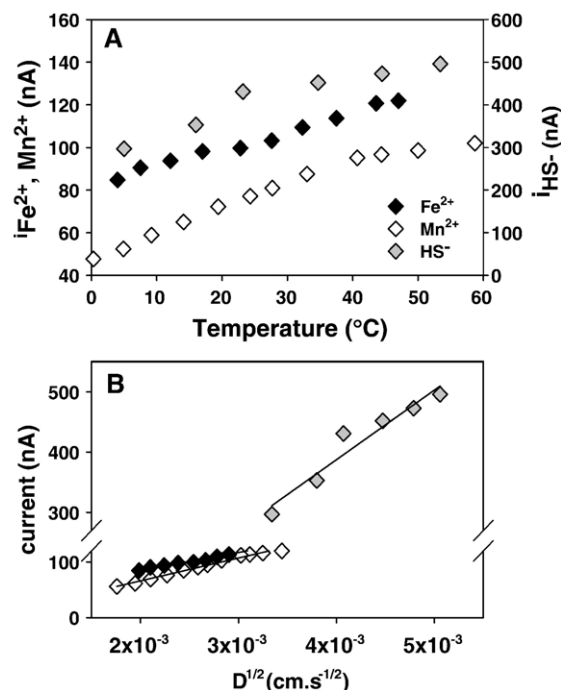 A
160
140
120
100
80
60
40
600
500
400
300
200
100
0
iFe2+, Mn2+ (nA)
iHS- (nA)
Fe2+
Mn2+
HS-
0 10 20 30 40 50 60
Temperature (°C)
B
500
400
300
100
0
current (nA)
2x10-3 3x10-3 4x10-3 5x10-3
D1/2(cm.s-1/2)